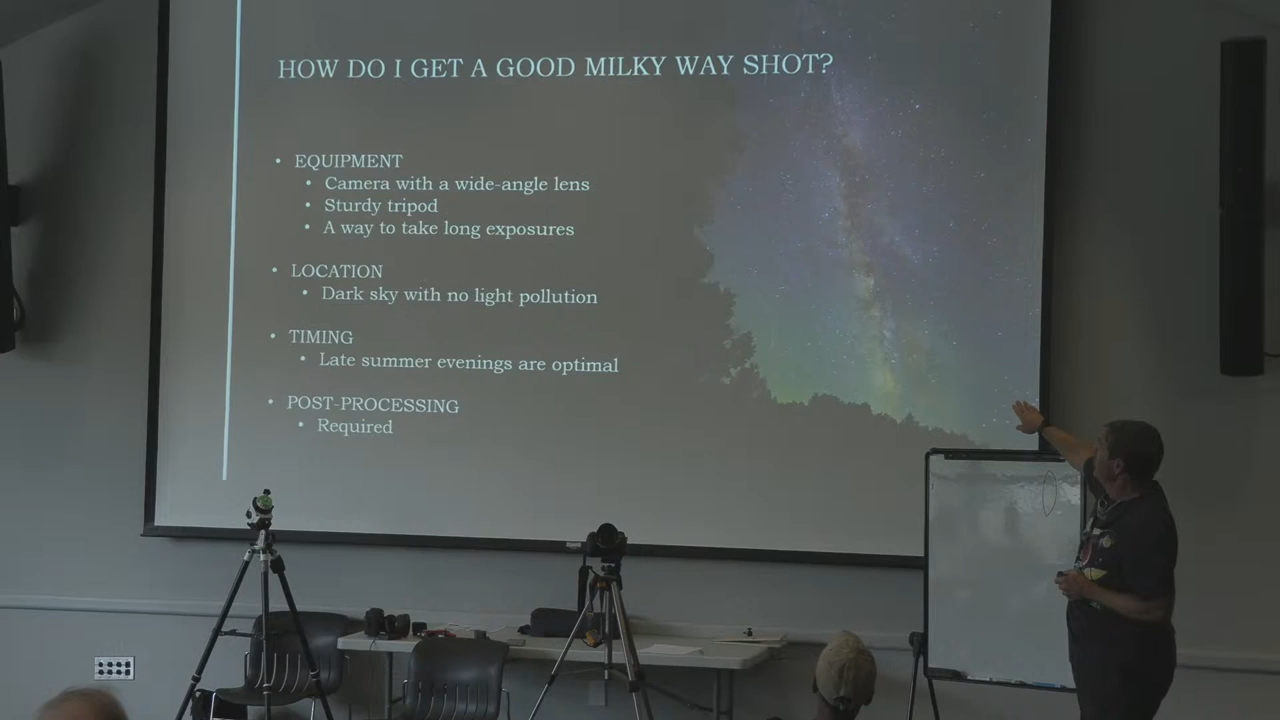 HOW DO I GET A GOOD MILKY WAY SHOT?
• EQUIPMENT
• Camera with a wide-angle lens
• Sturdy tripod
• A way to take long exposures
• LOCATION
• Dark sky with no light pollution
• TIMING
• Late summer evenings are optimal
• POST-PROCESSING
• Required